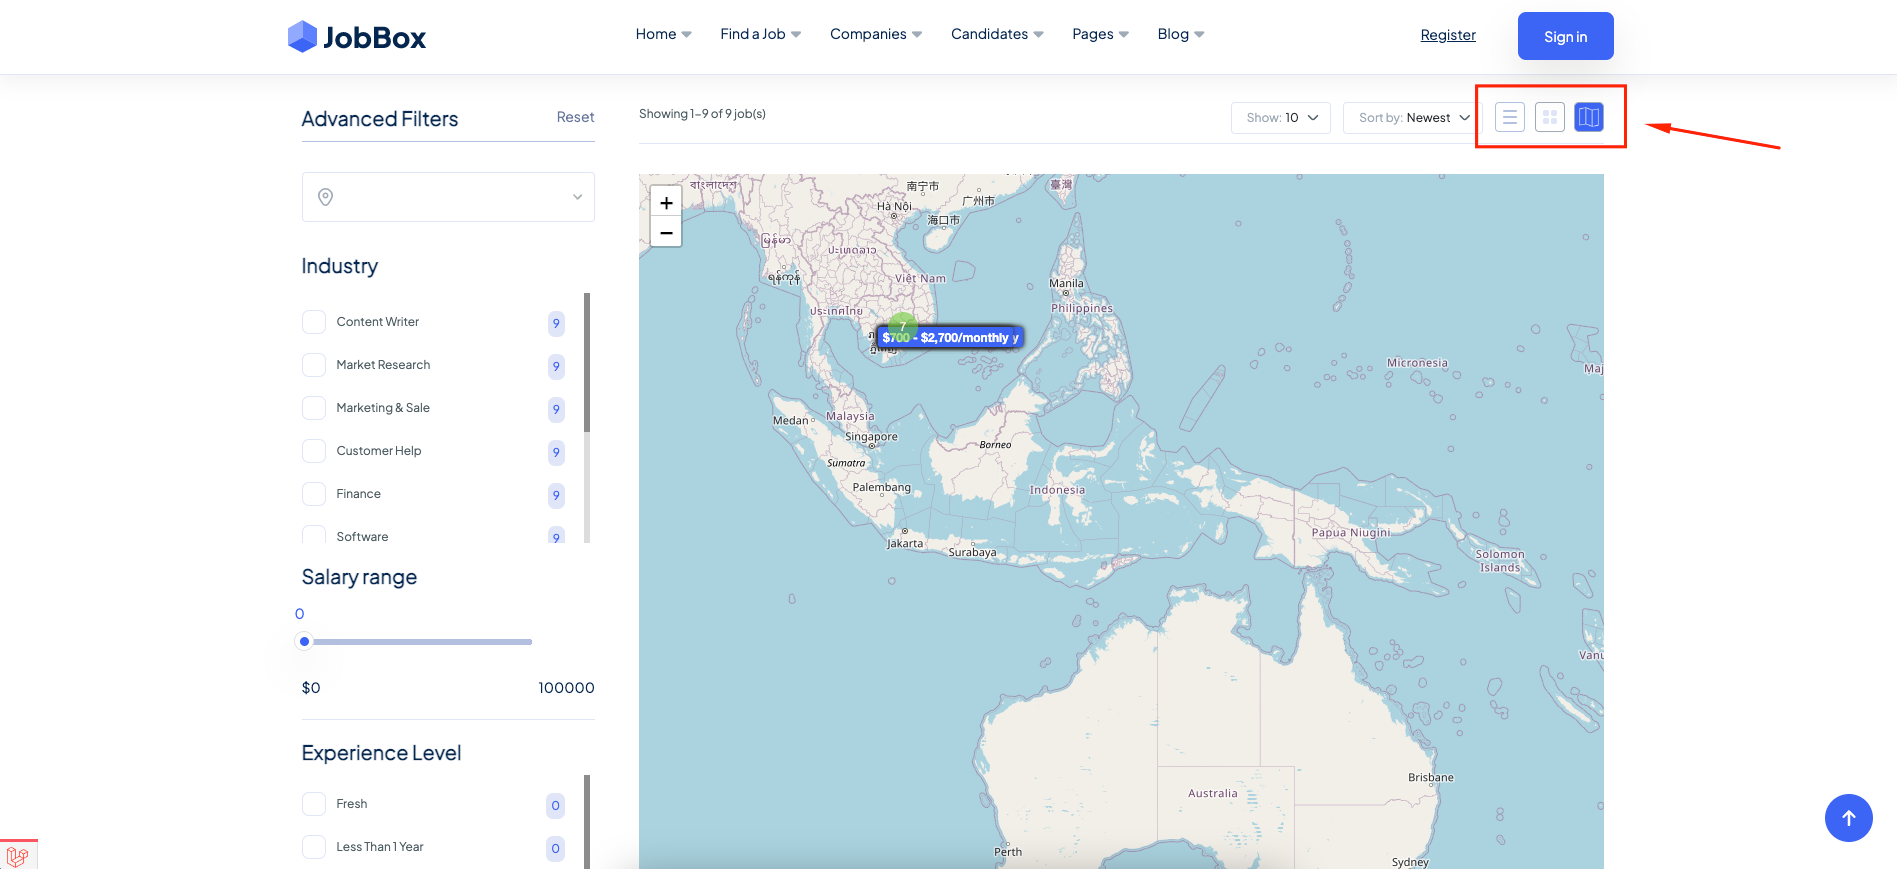 JobBox
Home
Find a Job
Companies
Candidates
Pages
Blog
Register
Sign in
Advanced Filters
Reset
Industry
Content Writer 9
Market Research 9
Marketing & Sale 9
Customer Help 9
Finance 9
Software 9
Salary range
0
$0 100000
Experience Level
Fresh 0
Less Than 1 Year 0
Showing 1–9 of 9 job(s)
Show: 10
Sort by: Newest
+
−
বাংলাদেশ
南宁市
臺灣
Hà Nội
广州市
海口市
မြန်မာ
ປະເທດລາວ
ရန်ကုန်
Việt Nam
Manila
Philippines
ประเทศไทย
7
$700 - $2,700/monthly
y
Micronesia
Maj
Malaysia
Medan
Singapore
Borneo
Sumatra
Palembang
Indonesia
Jakarta
Surabaya
Papua Niugini
Solomon
Islands
Vanu
Brisbane
Australia
Perth
Sydney